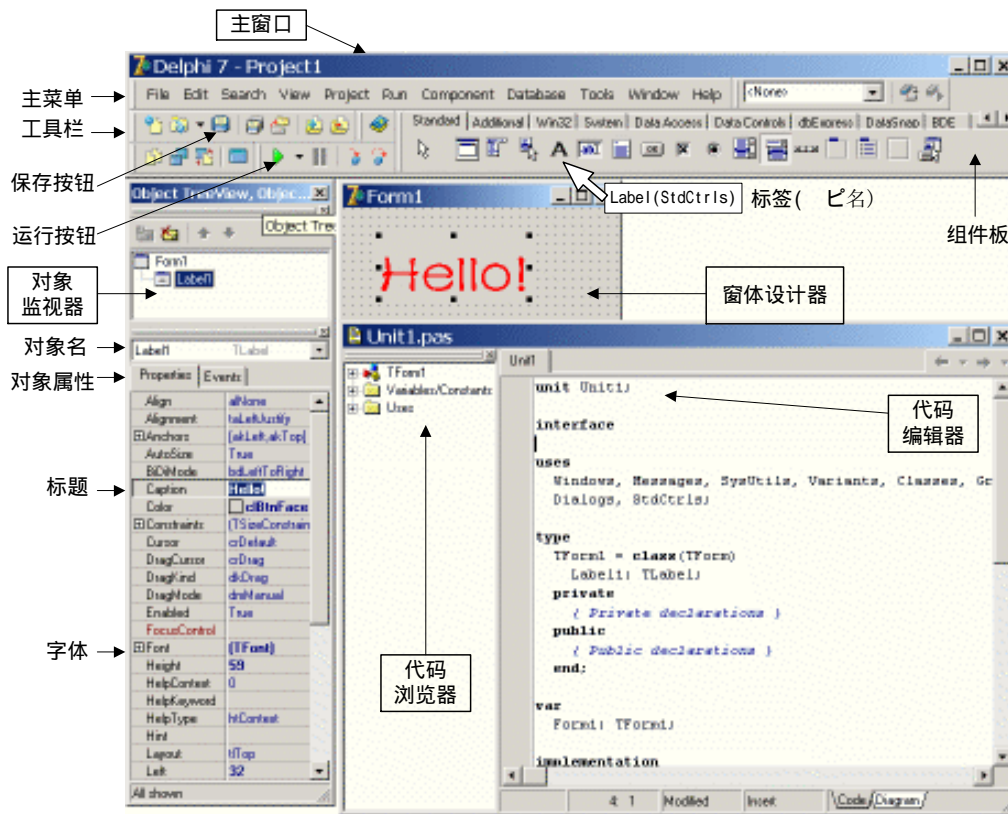 主窗口
Delphi 7 - Project1
主菜单
File Edit Search View Project Run Component Database Tools Window Help
<None>
工具栏
Standard Additional Win32 System Data Access Data Controls dbExpress DataSnap BDE
保存按钮
Object TreeView, Objec...
Form1
Label(StdCtrls)
标签( ピ名)
运行按钮
Object Tre
组件板
Form1
Label1
Hello!
对象
监视器
窗体设计器
Unit1.pas
对象名
Label1 TLabel
Unit1
对象属性
Properties Events
TForm1
Variables/Constants
Uses
代码
编辑器
Align alNone
Alignment taLeftJustify
Anchors [akLeft,akTop]
AutoSize True
BiDiMode bdLeftToRight
标题
Caption Hello!
Color clBtnFace
Constraints (TSizeConstrain
Cursor crDefault
DragCursor crDrag
DragKind dkDrag
DragMode dmManual
Enabled True
FocusControl
字体
Font (TFont)
Height 59
HelpContext 0
HelpKeyword
HelpType htContext
Hint
Layout tlTop
Left 32
All shown
代码
浏览器
unit Unit1;
interface
uses
Windows, Messages, SysUtils, Variants, Classes, Gr
Dialogs, StdCtrls;
type
TForm1 = class(TForm)
Label1: TLabel;
private
{ Private declarations }
public
{ Public declarations }
end;
var
Form1: TForm1;
implementation
4: 1 Modified Insert Code Diagram